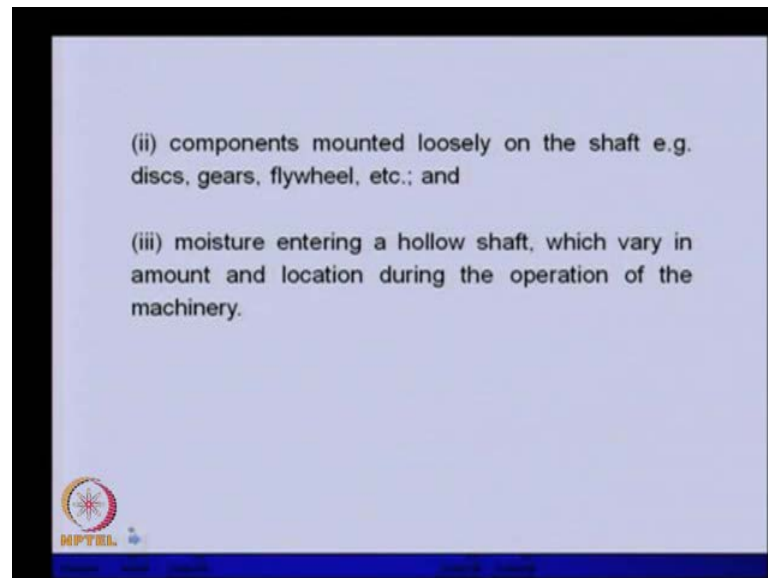 (ii) components mounted loosely on the shaft e.g.
discs, gears, flywheel, etc.; and
(iii) moisture entering a hollow shaft, which vary in
amount and location during the operation of the
machinery.
NPTEL